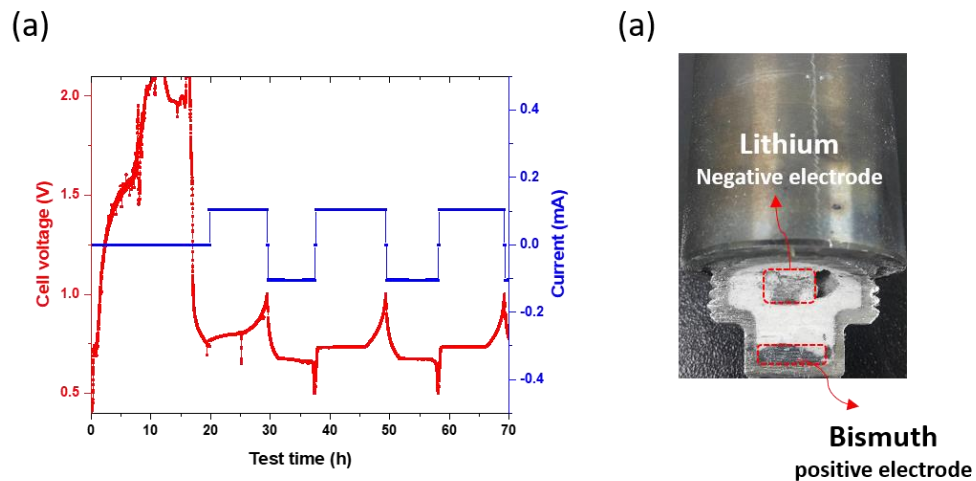 (a)
(a)
2.0
1.5
1.0
0.5
Cell voltage (V)
0.4
0.2
0.0
-0.2
-0.4
Current (mA)
0 10 20 30 40 50 60 70
Test time (h)
Lithium
Negative electrode
Bismuth
positive electrode